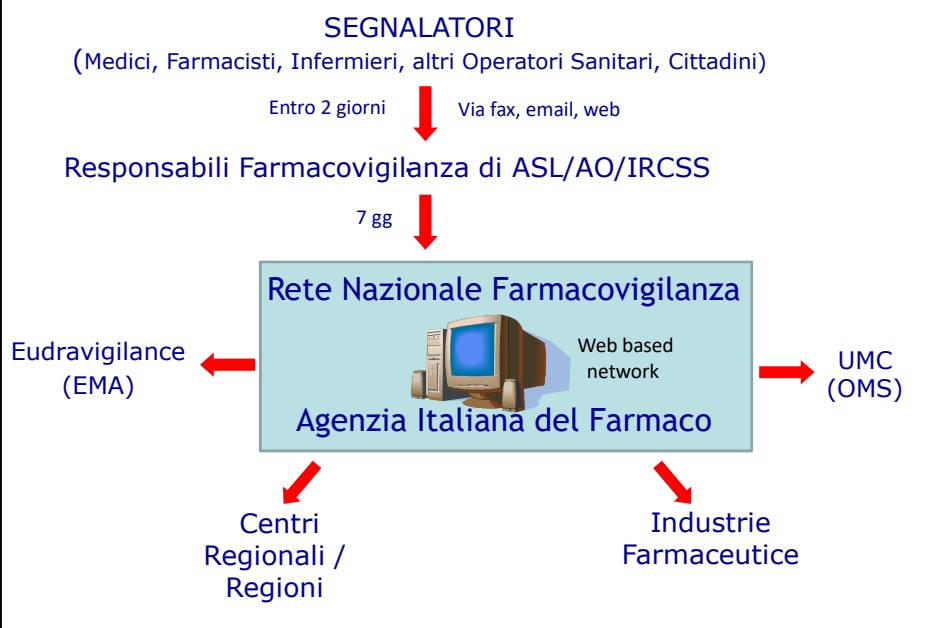 SEGNALATORI
(Medici, Farmacisti, Infermieri, altri Operatori Sanitari, Cittadini)
Entro 2 giorni
Via fax, email, web
Responsabili Farmacovigilanza di ASL/AO/IRCSS
7 gg
Rete Nazionale Farmacovigilanza
Web based
network
Agenzia Italiana del Farmaco
Eudravigilance
(EMA)
UMC
(OMS)
Centri
Regionali /
Regioni
Industrie
Farmaceutice